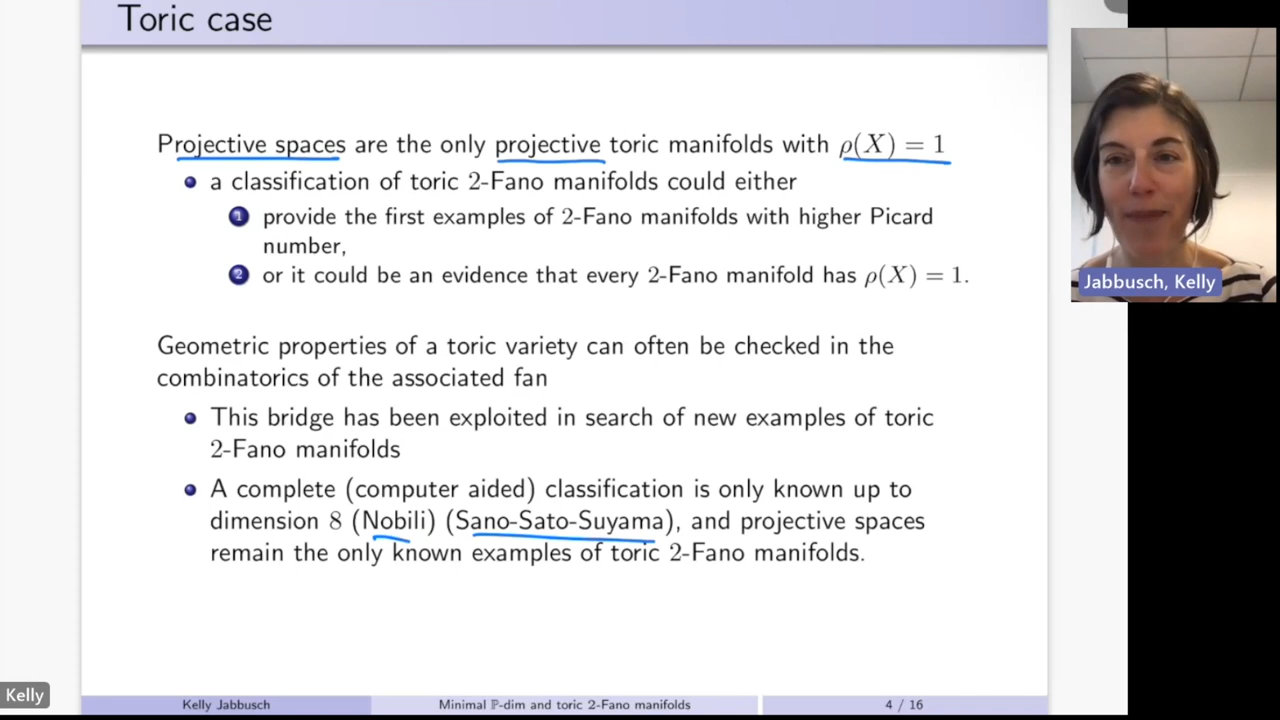 Toric case
Projective spaces are the only projective toric manifolds with ρ(X) = 1
a classification of toric 2-Fano manifolds could either
1 provide the first examples of 2-Fano manifolds with higher Picard
number,
2 or it could be an evidence that every 2-Fano manifold has ρ(X) = 1.
Geometric properties of a toric variety can often be checked in the
combinatorics of the associated fan
This bridge has been exploited in search of new examples of toric
2-Fano manifolds
A complete (computer aided) classification is only known up to
dimension 8 (Nobili) (Sano-Sato-Suyama), and projective spaces
remain the only known examples of toric 2-Fano manifolds.
Kelly Jabbusch
Minimal ℙ-dim and toric 2-Fano manifolds
4 / 16
Jabbusch, Kelly
Kelly